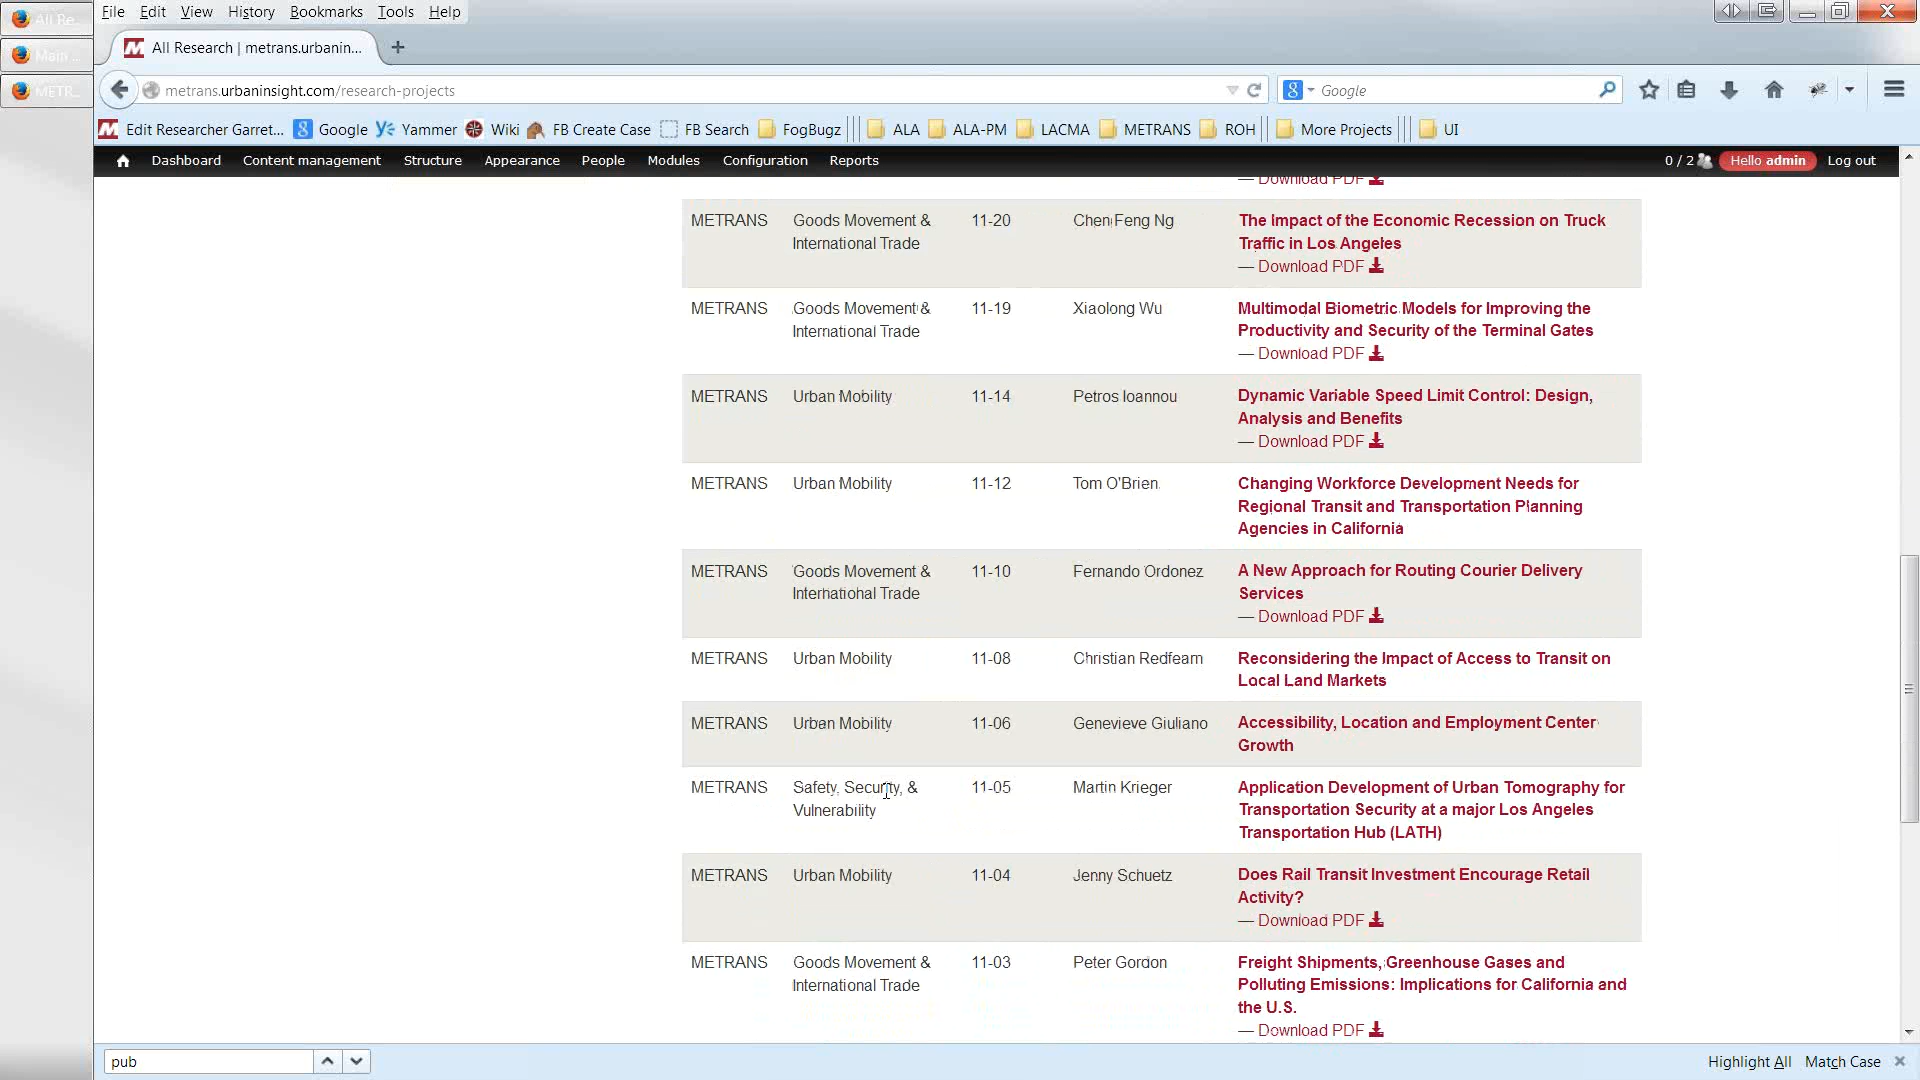 All Re...
File Edit View History Bookmarks Tools Help
All Research | metrans.urbanin...
Main ...
METR...
metrans.urbaninsight.com/research-projects
Google
Edit Researcher Garret... Google Yammer Wiki FB Create Case FB Search FogBugz ALA ALA-PM LACMA METRANS ROH More Projects UI
Dashboard Content management Structure Appearance People Modules Configuration Reports 0 / 2 Hello admin Log out
— Download PDF
METRANS Goods Movement & 11-20 Chen Feng Ng The Impact of the Economic Recession on Truck
International Trade Traffic in Los Angeles
— Download PDF
METRANS Goods Movement & 11-19 Xiaolong Wu Multimodal Biometric Models for Improving the
International Trade Productivity and Security of the Terminal Gates
— Download PDF
METRANS Urban Mobility 11-14 Petros Ioannou Dynamic Variable Speed Limit Control: Design,
Analysis and Benefits
— Download PDF
METRANS Urban Mobility 11-12 Tom O'Brien Changing Workforce Development Needs for
Regional Transit and Transportation Planning
Agencies in California
METRANS Goods Movement & 11-10 Fernando Ordonez A New Approach for Routing Courier Delivery
International Trade Services
— Download PDF
METRANS Urban Mobility 11-08 Christian Redfearn Reconsidering the Impact of Access to Transit on
Local Land Markets
METRANS Urban Mobility 11-06 Genevieve Giuliano Accessibility, Location and Employment Center
Growth
METRANS Safety, Security, & 11-05 Martin Krieger Application Development of Urban Tomography for
Vulnerability Transportation Security at a major Los Angeles
Transportation Hub (LATH)
METRANS Urban Mobility 11-04 Jenny Schuetz Does Rail Transit Investment Encourage Retail
Activity?
— Download PDF
METRANS Goods Movement & 11-03 Peter Gordon Freight Shipments, Greenhouse Gases and
International Trade Polluting Emissions: Implications for California and
the U.S.
— Download PDF
pub Highlight All Match Case